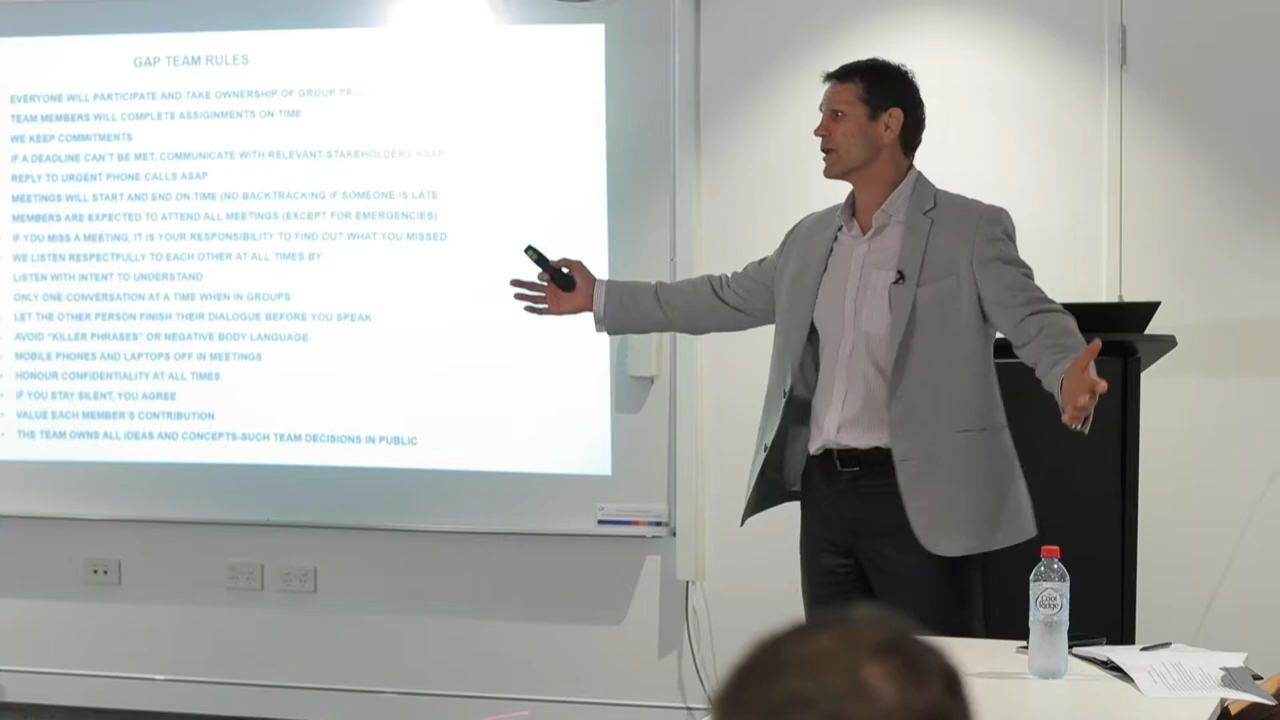 GAP TEAM RULES
EVERYONE WILL PARTICIPATE AND TAKE OWNERSHIP OF GROUP
TEAM MEMBERS WILL COMPLETE ASSIGNMENTS ON TIME
WE KEEP COMMITMENTS
IF A DEADLINE CAN'T BE MET, COMMUNICATE WITH RELEVANT STAKEHOLDERS ASAP
REPLY TO URGENT PHONE CALLS ASAP
MEETINGS WILL START AND END ON TIME (NO BACKTRACKING IF SOMEONE IS LATE
MEMBERS ARE EXPECTED TO ATTEND ALL MEETINGS (EXCEPT FOR EMERGENCIES)
IF YOU MISS A MEETING, IT IS YOUR RESPONSIBILITY TO FIND OUT WHAT YOU MISSED
WE LISTEN RESPECTFULLY TO EACH OTHER AT ALL TIMES BY:
LISTEN WITH INTENT TO UNDERSTAND
ONLY ONE CONVERSATION AT A TIME WHEN IN GROUPS
LET THE OTHER PERSON FINISH THEIR DIALOGUE BEFORE YOU SPEAK
AVOID "KILLER PHRASES" OR NEGATIVE BODY LANGUAGE
MOBILE PHONES AND LAPTOPS OFF IN MEETINGS
HONOUR CONFIDENTIALITY AT ALL TIMES
IF YOU STAY SILENT, YOU AGREE
VALUE EACH MEMBER'S CONTRIBUTION
THE TEAM OWNS ALL IDEAS AND CONCEPTS-SUCH TEAM DECISIONS IN PUBLIC
Cool
Ridge